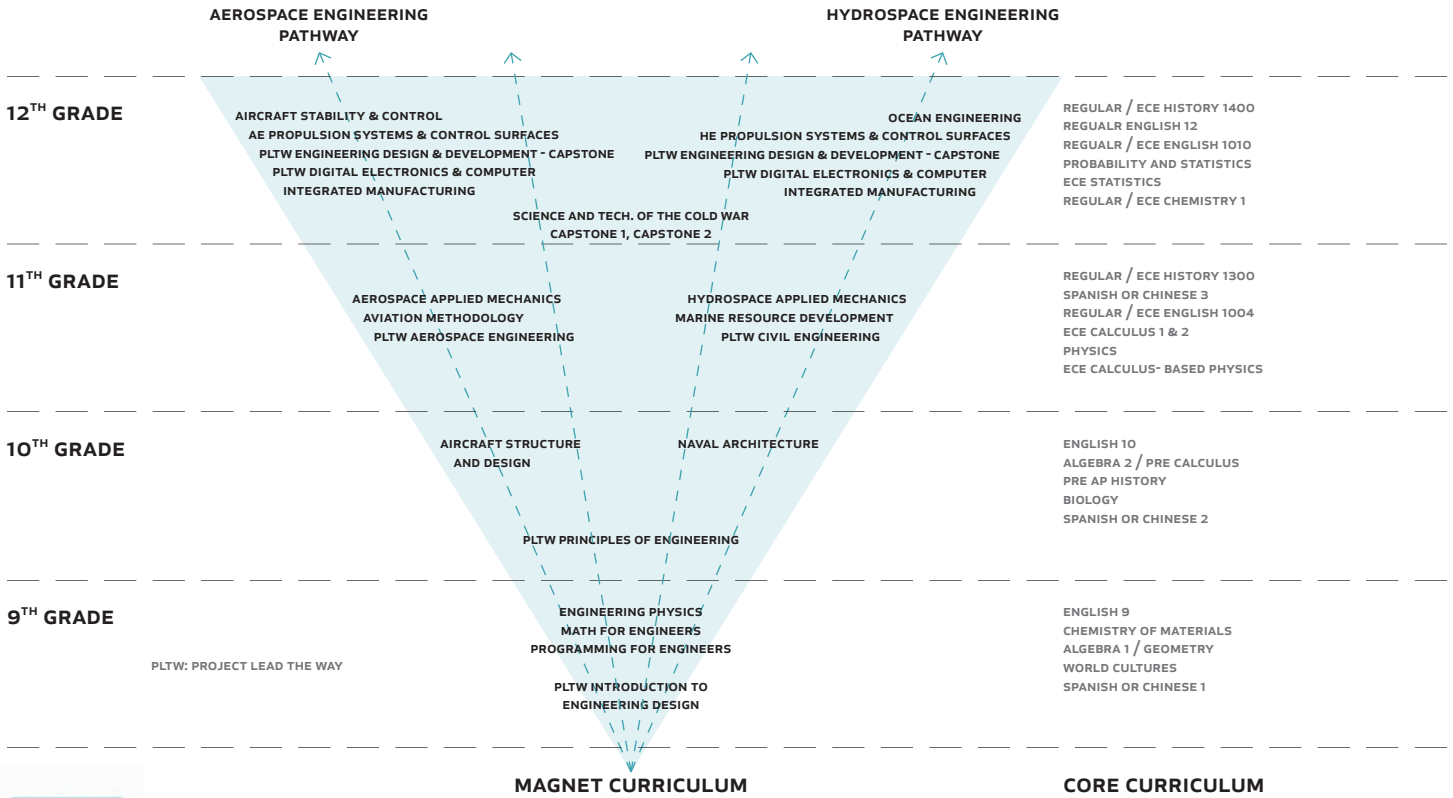 AEROSPACE ENGINEERING
PATHWAY
HYDROSPACE ENGINEERING
PATHWAY
12TH GRADE
AIRCRAFT STABILITY & CONTROL
AE PROPULSION SYSTEMS & CONTROL SURFACES
PLTW ENGINEERING DESIGN & DEVELOPMENT - CAPSTONE
PLTW DIGITAL ELECTRONICS & COMPUTER
INTEGRATED MANUFACTURING
OCEAN ENGINEERING
HE PROPULSION SYSTEMS & CONTROL SURFACES
PLTW ENGINEERING DESIGN & DEVELOPMENT - CAPSTONE
PLTW DIGITAL ELECTRONICS & COMPUTER
INTEGRATED MANUFACTURING
SCIENCE AND TECH. OF THE COLD WAR
CAPSTONE 1, CAPSTONE 2
REGULAR / ECE HISTORY 1400
REGUALR ENGLISH 12
REGUALR / ECE ENGLISH 1010
PROBABILITY AND STATISTICS
ECE STATISTICS
REGULAR / ECE CHEMISTRY 1
11TH GRADE
AEROSPACE APPLIED MECHANICS
AVIATION METHODOLOGY
PLTW AEROSPACE ENGINEERING
HYDROSPACE APPLIED MECHANICS
MARINE RESOURCE DEVELOPMENT
PLTW CIVIL ENGINEERING
REGULAR / ECE HISTORY 1300
SPANISH OR CHINESE 3
REGULAR / ECE ENGLISH 1004
ECE CALCULUS 1 & 2
PHYSICS
ECE CALCULUS- BASED PHYSICS
10TH GRADE
AIRCRAFT STRUCTURE
AND DESIGN
NAVAL ARCHITECTURE
PLTW PRINCIPLES OF ENGINEERING
ENGLISH 10
ALGEBRA 2 / PRE CALCULUS
PRE AP HISTORY
BIOLOGY
SPANISH OR CHINESE 2
9TH GRADE
PLTW: PROJECT LEAD THE WAY
ENGINEERING PHYSICS
MATH FOR ENGINEERS
PROGRAMMING FOR ENGINEERS
PLTW INTRODUCTION TO
ENGINEERING DESIGN
ENGLISH 9
CHEMISTRY OF MATERIALS
ALGEBRA 1 / GEOMETRY
WORLD CULTURES
SPANISH OR CHINESE 1
MAGNET CURRICULUM
CORE CURRICULUM